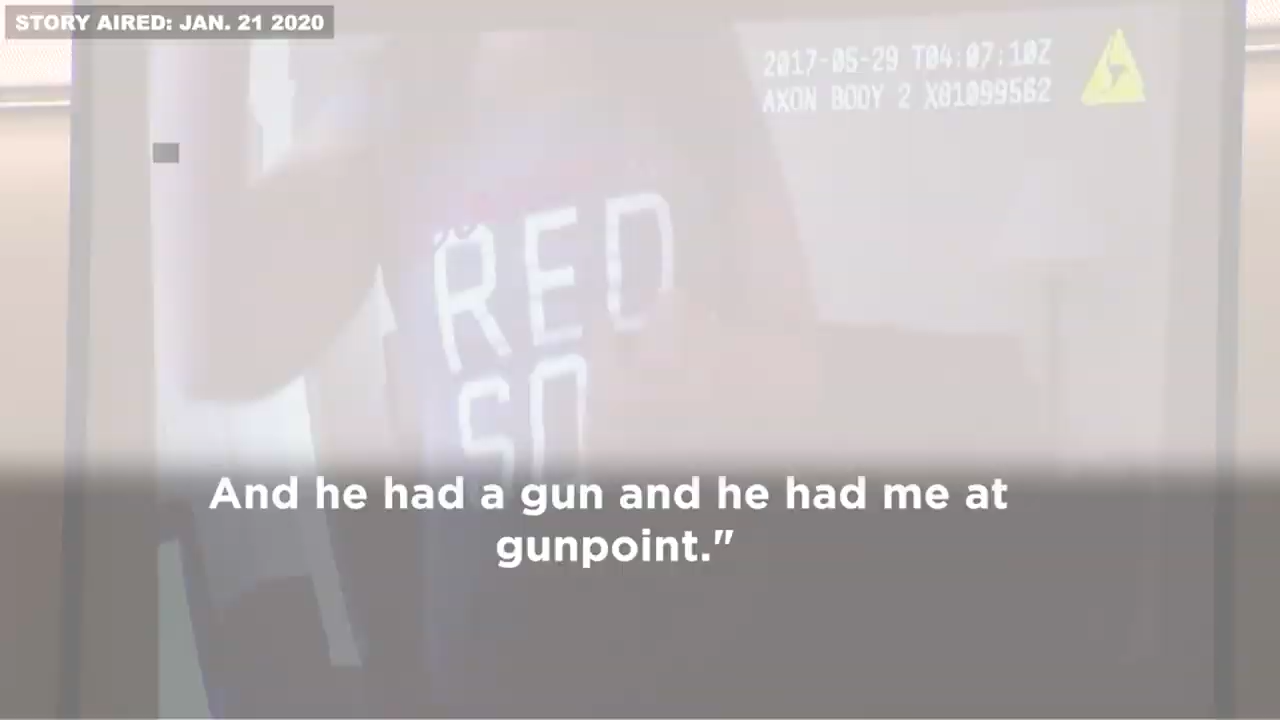 STORY AIRED: JAN. 21 2020
2017-05-29 T04:07:10Z
AXON BODY 2 X81099562
RED
SO
And he had a gun and he had me at
gunpoint."